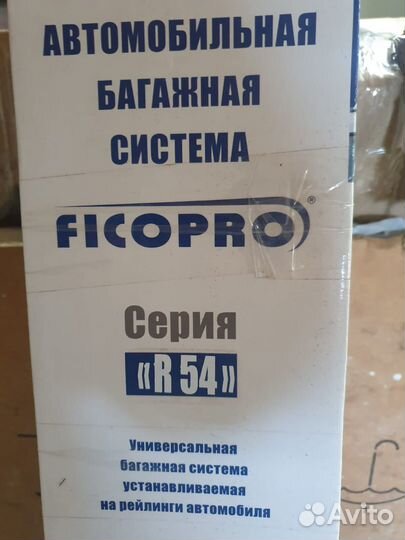 АВТОМОБИЛЬНАЯ
БАГАЖНАЯ
СИСТЕМА
FICOPRO®
Серия
«R 54»
Универсальная
багажная система
устанавливаемая
на рейлинги автомобиля
Avito